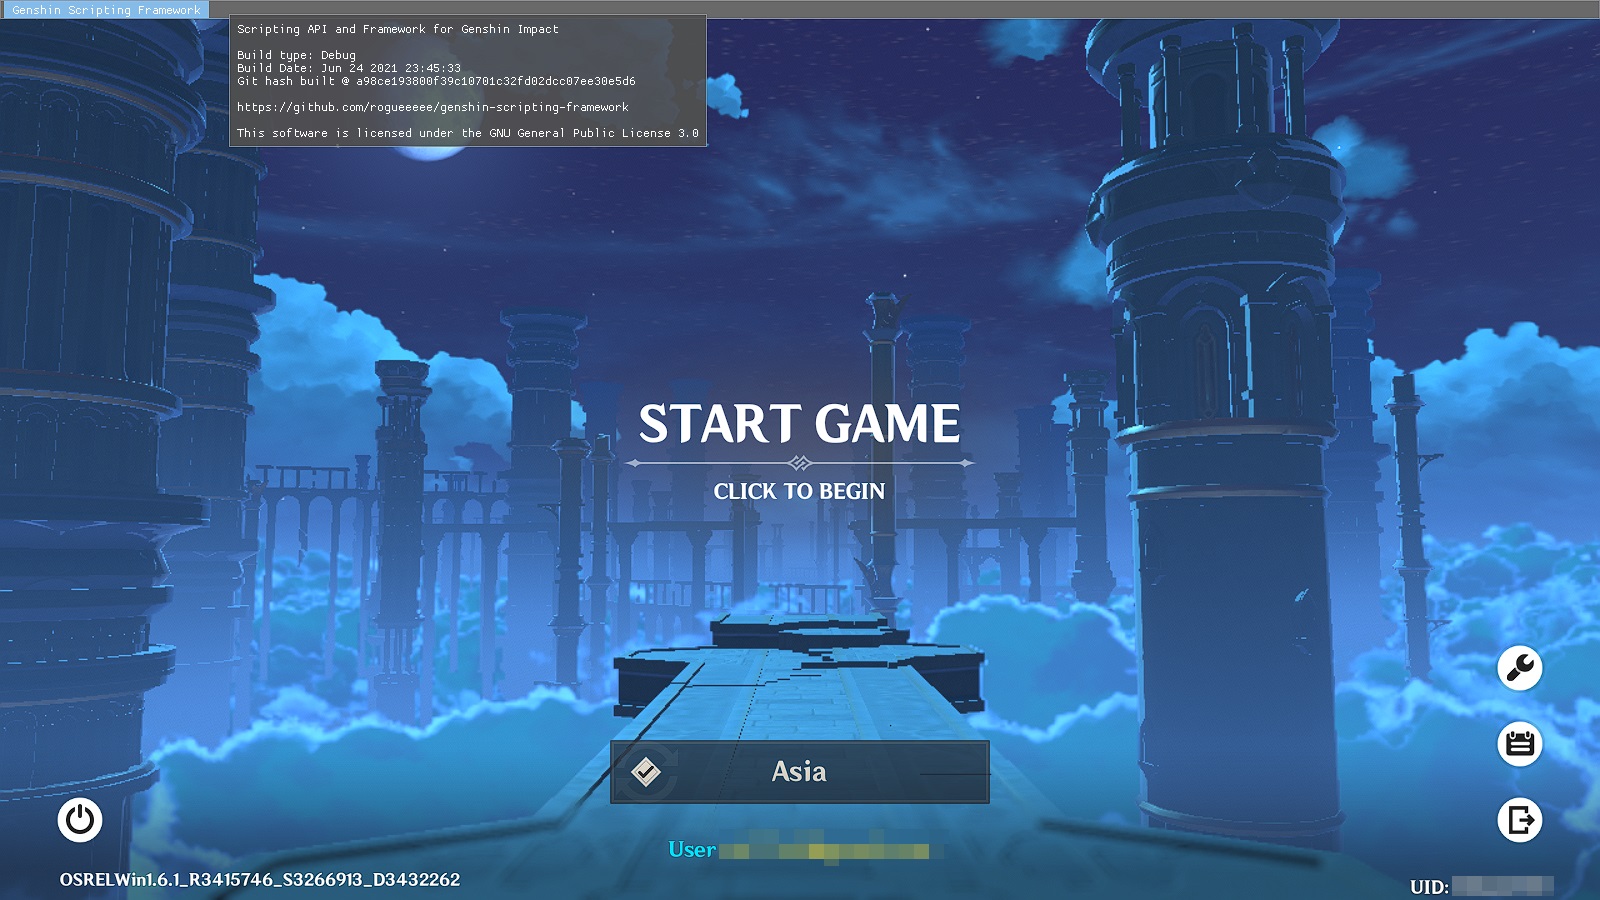 Genshin Scripting Framework
Scripting API and Framework for Genshin Impact
Build type: Debug
Build Date: Jun 24 2021 23:45:33
Git hash built @ a98ce193800f39c10701c32fd02dcc07ee30e5d6
https://github.com/rogueeeee/genshin-scripting-framework
This software is licensed under the GNU General Public License 3.0
START GAME
CLICK TO BEGIN
Asia
User
OSRELWin1.6.1_R3415746_S3266913_D3432262
UID: